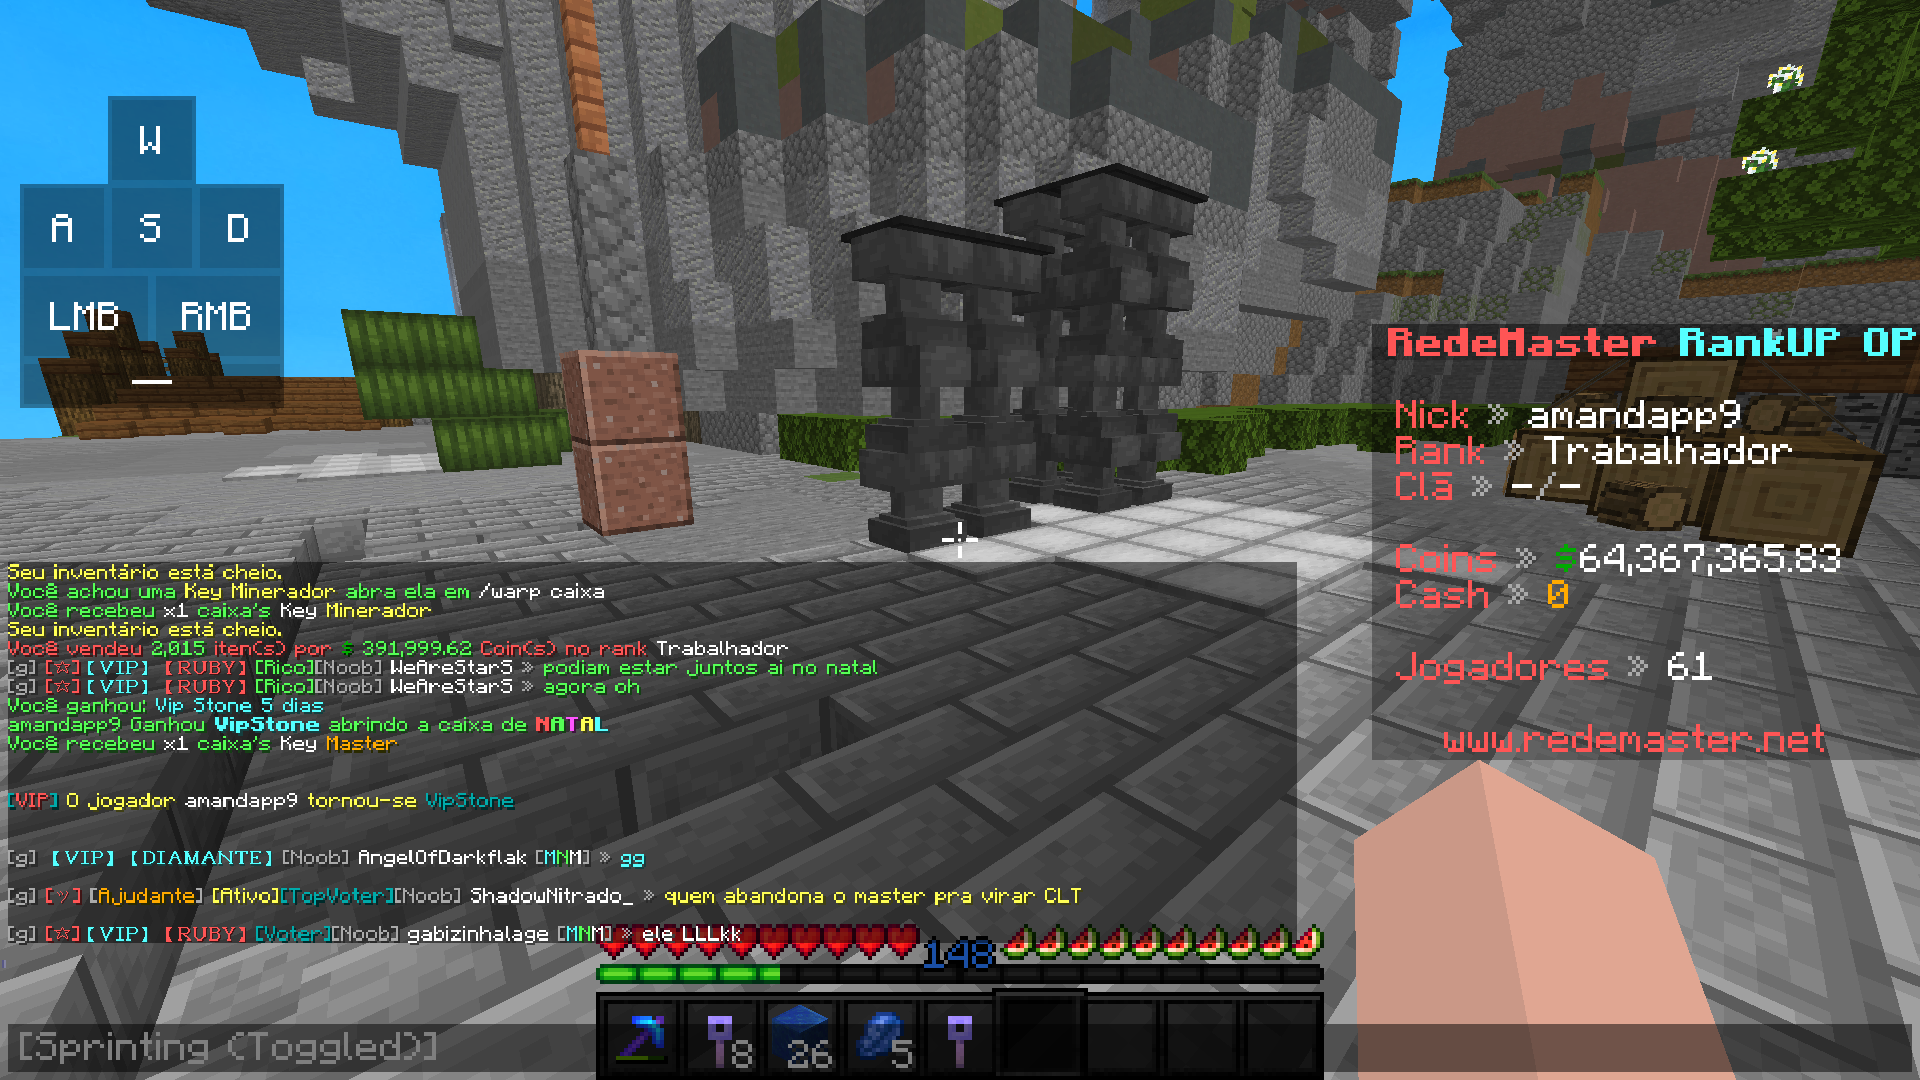 W
A S D
LMB RMB
RedeMaster RankUP OP
Nick » amandapp9
Rank » Trabalhador
Clã » -/-
Coins » $64,367,365.83
Cash » 0
Jogadores » 61
www.redemaster.net
Seu inventário está cheio.
Você achou uma Key Minerador abra ela em /warp caixa
Você recebeu x1 caixa's Key Minerador
Seu inventário está cheio.
Você vendeu 2,015 iten(s) por $ 391,999.62 Coin(s) no rank Trabalhador
[g] [☆]【VIP】【RUBY】[Rico][Noob] WeAreStarS » podiam estar juntos ai no natal
[g] [☆]【VIP】【RUBY】[Rico][Noob] WeAreStarS » agora oh
Você ganhou: Vip Stone 5 dias
amandapp9 Ganhou VipStone abrindo a caixa de NATAL
Você recebeu x1 caixa's Key Master
[VIP] O jogador amandapp9 tornou-se VipStone
[g] 【VIP】【DIAMANTE】[Noob] AngelOfDarkflak [MNM] » gg
[g] [ツ] [Ajudante] [Ativo][TopVoter][Noob] ShadowNitrado_ » quem abandona o master pra virar CLT
[g] [☆]【VIP】【RUBY】[Voter][Noob] gabizinhalage [MNM] » ele LLLkk
148
8 26 5
[Sprinting (Toggled)]